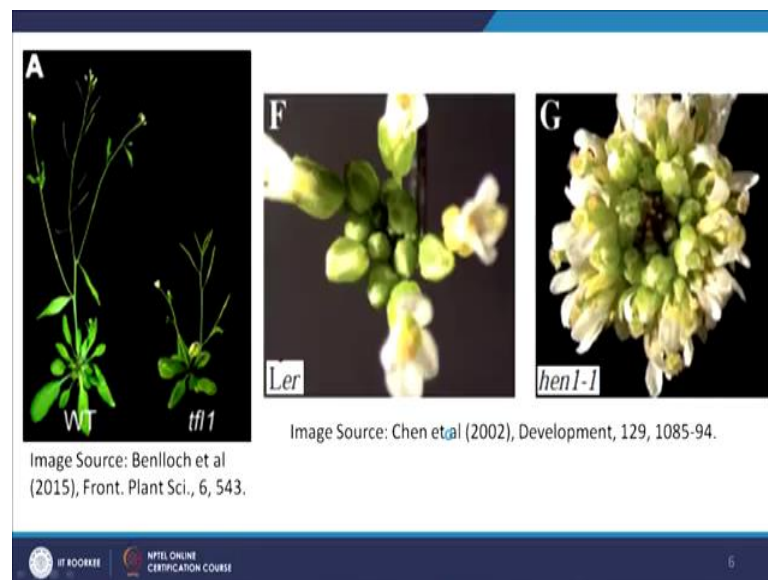 A
WT
tfl1
F
Ler
G
hen1-1
Image Source: Chen et al (2002), Development, 129, 1085-94.
Image Source: Benlloch et al
(2015), Front. Plant Sci., 6, 543.
IIT ROORKEE
NPTEL ONLINE
CERTIFICATION COURSE
6